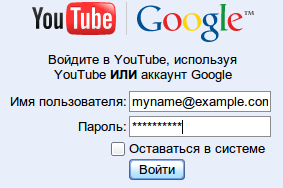 YouTube Google™
Войдите в YouTube, используя
YouTube ИЛИ аккаунт Google
Имя пользователя: myname@example.con
Пароль: **********
Оставаться в системе
Войти